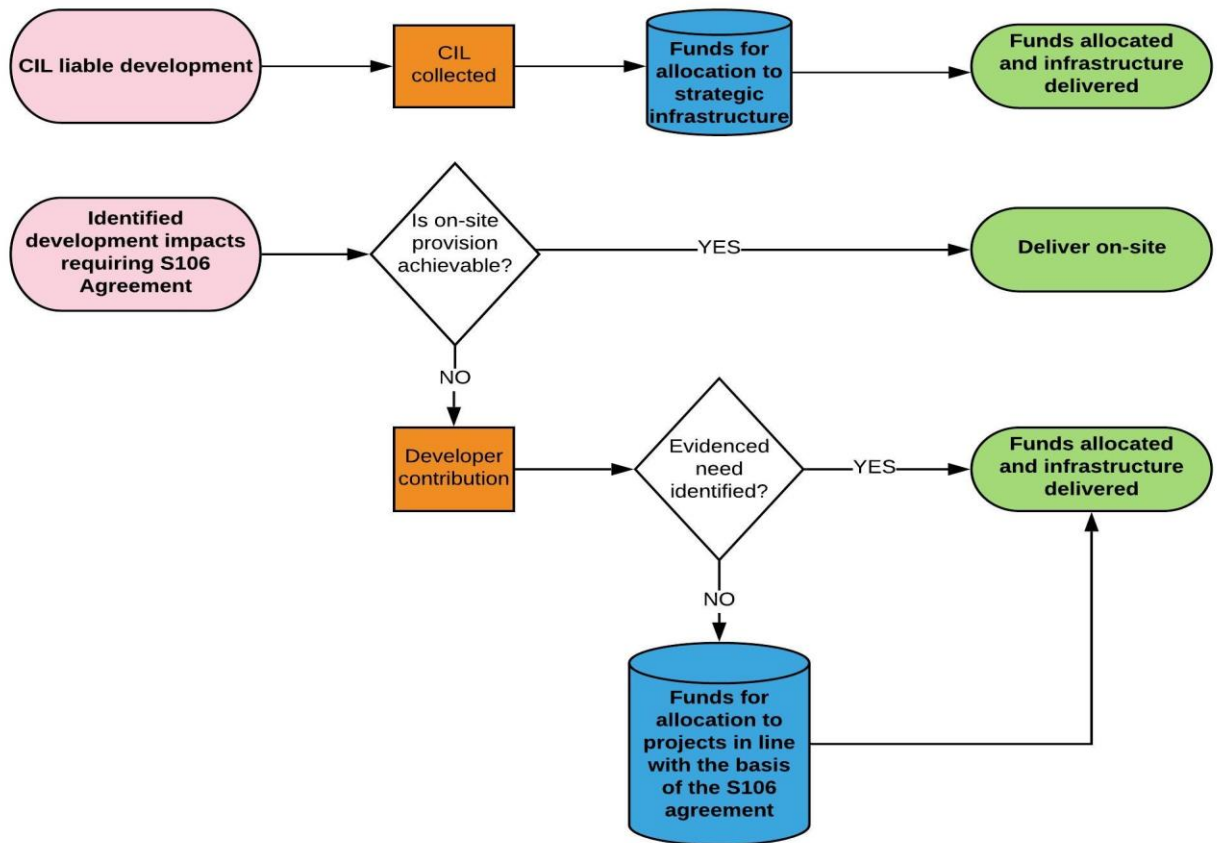 CIL liable development
CIL
collected
Funds for
allocation to
strategic
infrastructure
Funds allocated
and infrastructure
delivered
Identified
development impacts
requiring S106
Agreement
Is on-site
provision
achievable?
YES
Deliver on-site
NO
Developer
contribution
Evidenced
need
identified?
YES
Funds allocated
and infrastructure
delivered
NO
Funds for
allocation to
projects in line
with the basis
of the S106
agreement